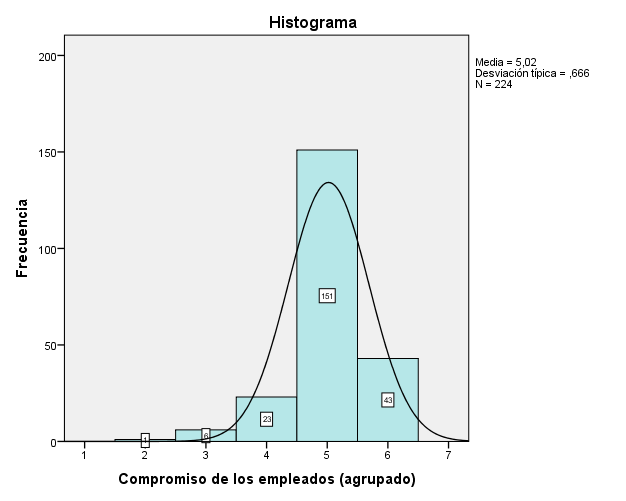 Histograma
Media = 5,02
Desviación típica = ,666
N = 224
Frecuencia
200
150
100
50
0
1
6
23
151
43
1 2 3 4 5 6 7
Compromiso de los empleados (agrupado)